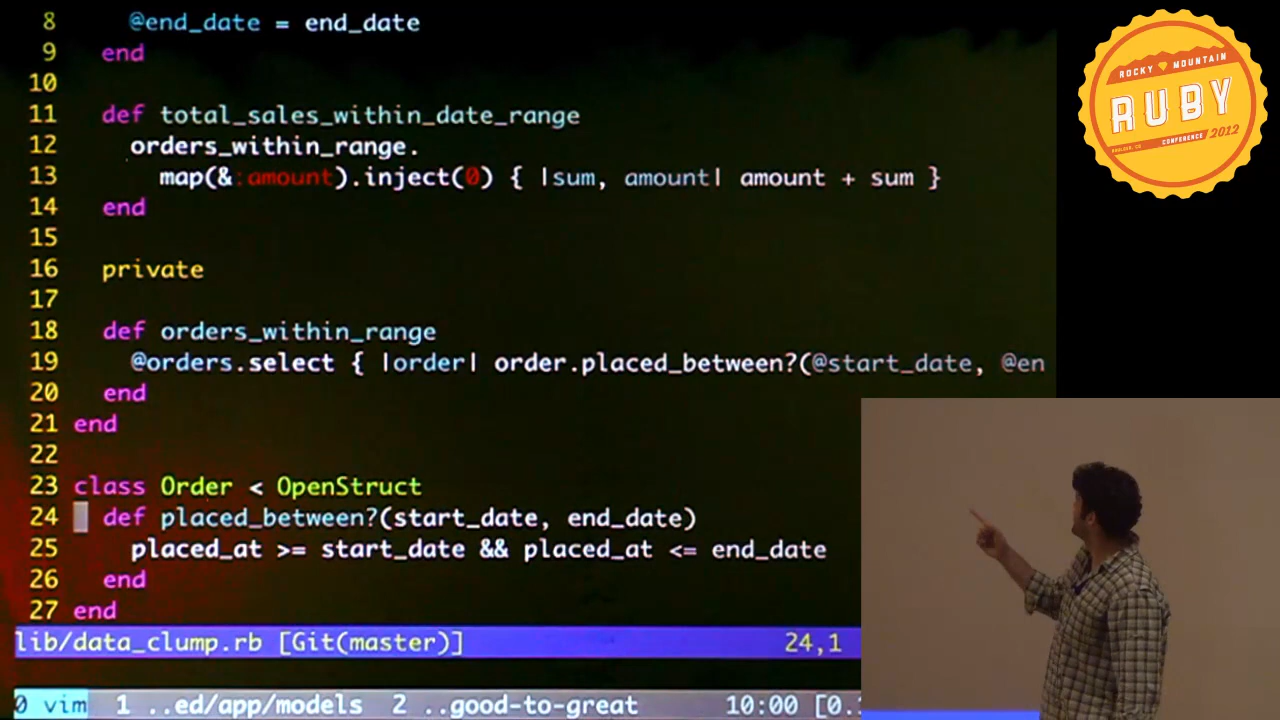 8 @end_date = end_date
9 end
10
11 def total_sales_within_date_range
12 orders_within_range.
13 map(&:amount).inject(0) { |sum, amount| amount + sum }
14 end
15
16 private
17
18 def orders_within_range
19 @orders.select { |order| order.placed_between?(@start_date, @en
20 end
21 end
22
23 class Order < OpenStruct
24 def placed_between?(start_date, end_date)
25 placed_at >= start_date && placed_at <= end_date
26 end
27 end
lib/data_clump.rb [Git(master)] 24,1
0 vim 1 ..ed/app/models 2 ..good-to-great 10:00 [0.
ROCKY MOUNTAIN
RUBY
CONFERENCE 2012
BOULDER, CO